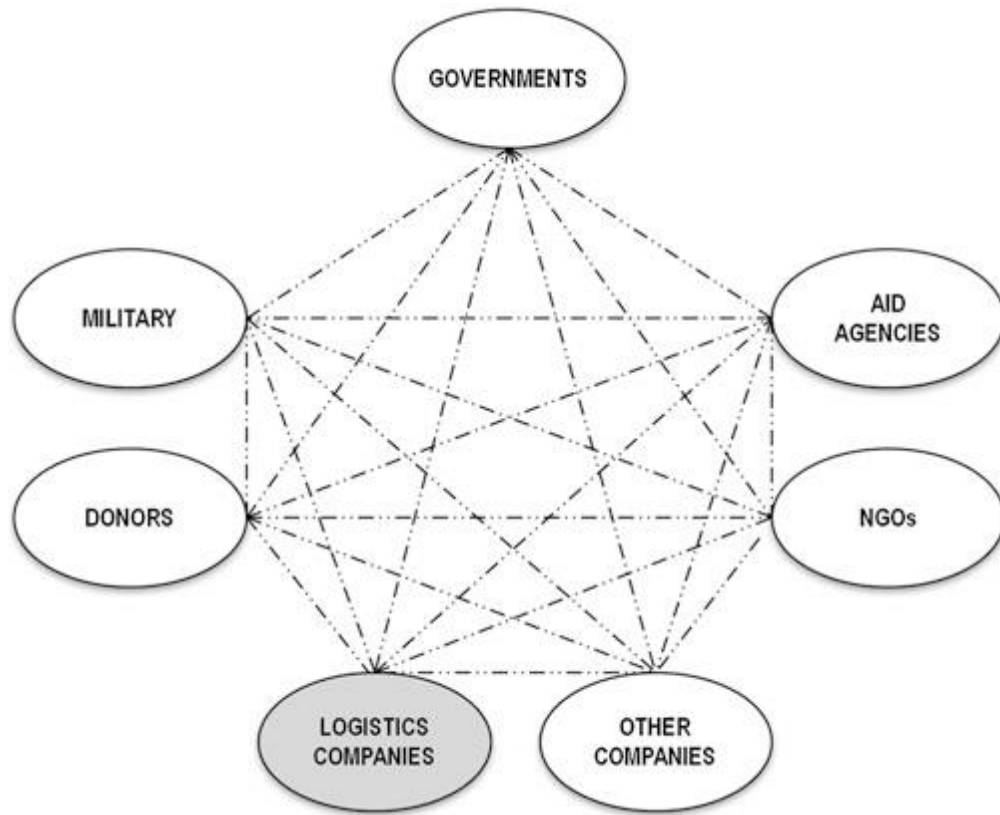 GOVERNMENTS
MILITARY
AID
AGENCIES
DONORS
NGOs
LOGISTICS
COMPANIES
OTHER
COMPANIES